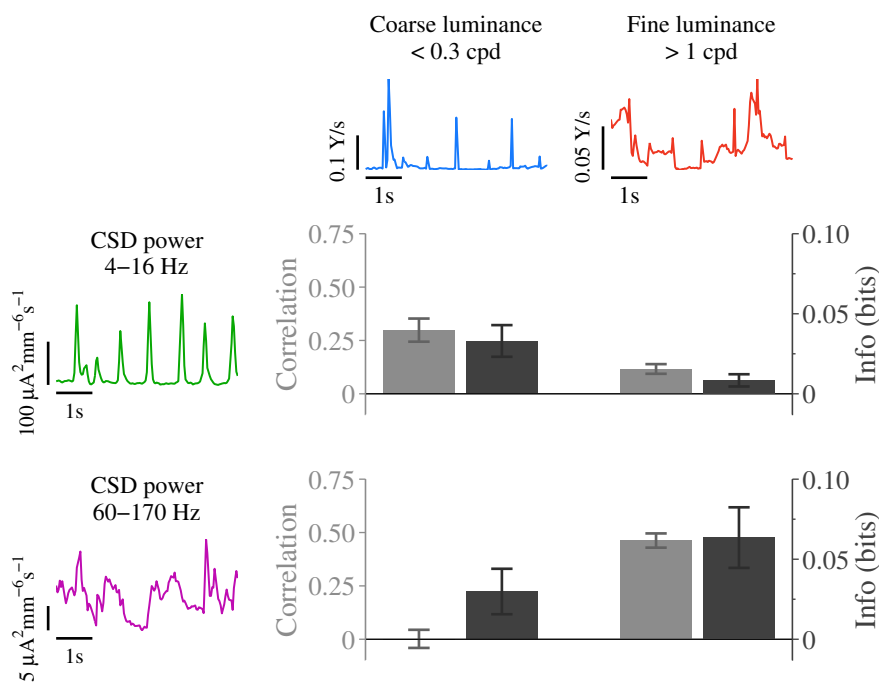 Coarse luminance
< 0.3 cpd
Fine luminance
> 1 cpd
0.1 Y/s
1s
0.05 Y/s
1s
CSD power
4−16 Hz
100 μA²mm⁻⁶s⁻¹
1s
Correlation
0.75
0.50
0.25
0
0.10
0.05
0
Info (bits)
CSD power
60−170 Hz
5 μA²mm⁻⁶s⁻¹
1s
Correlation
0.75
0.50
0.25
0
0.10
0.05
0
Info (bits)